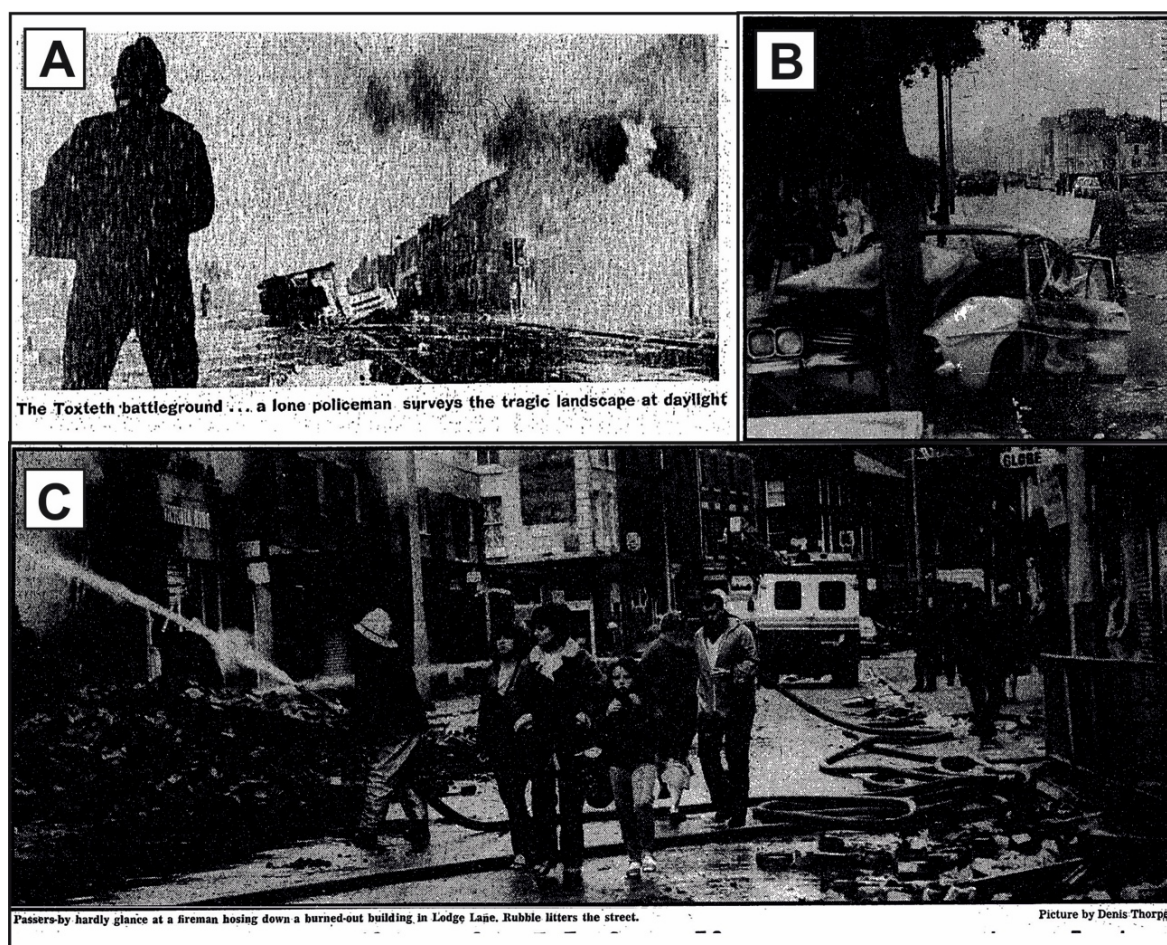 A
B
The Toxteth battleground ... a lone policeman surveys the tragic landscape at daylight
C
GLOBE
Passers-by hardly glance at a fireman hosing down a burned-out building in Lodge Lane. Rubble litters the street.
Picture by Denis Thorpe